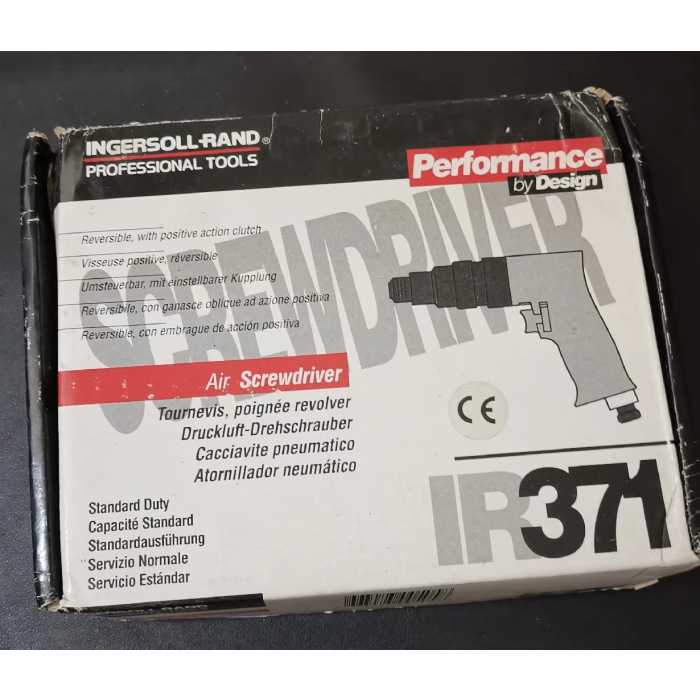 INGERSOLL-RAND®
PROFESSIONAL TOOLS
Performance
by Design
SCREWDRIVER
Reversible, with positive action clutch
Visseuse positive, réversible
Umsteuerbar, mit einstellbarer Kupplung
Reversibile, con ganasce oblique ad azione positiva
Reversible, con embrague de acción positiva
Air Screwdriver
Tournevis, poignée revolver
Druckluft-Drehschrauber
Cacciavite pneumatico
Atornillador neumático
CE
IR371
Standard Duty
Capacité Standard
Standardausführung
Servizio Normale
Servicio Estándar